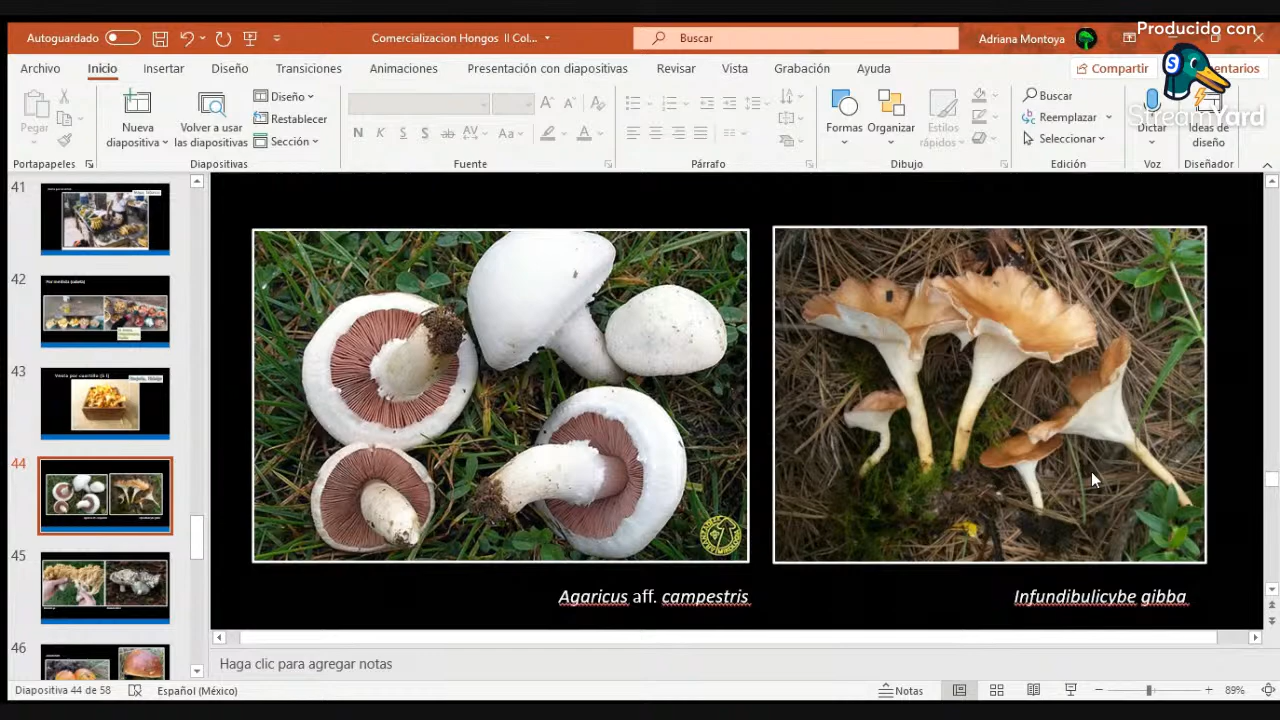 Autoguardado
Comercializacion Hongos II Col...
Buscar
Adriana Montoya
Producido con
StreamYard
Archivo
Inicio
Insertar
Diseño
Transiciones
Animaciones
Presentación con diapositivas
Revisar
Vista
Grabación
Ayuda
Compartir
Pegar
Portapapeles
Nueva diapositiva
Volver a usar las diapositivas
Diseño
Restablecer
Sección
Diapositivas
N K S S ab AV Aa A
Fuente
Párrafo
Formas
Organizar
Estilos rápidos
Dibujo
Buscar
Reemplazar
Seleccionar
Edición
Dictar
Voz
Ideas de diseño
Diseñador
41
42
43
44
45
46
Agaricus aff. campestris
Infundibulicybe gibba
Haga clic para agregar notas
Diapositiva 44 de 58
Español (México)
Notas
89%